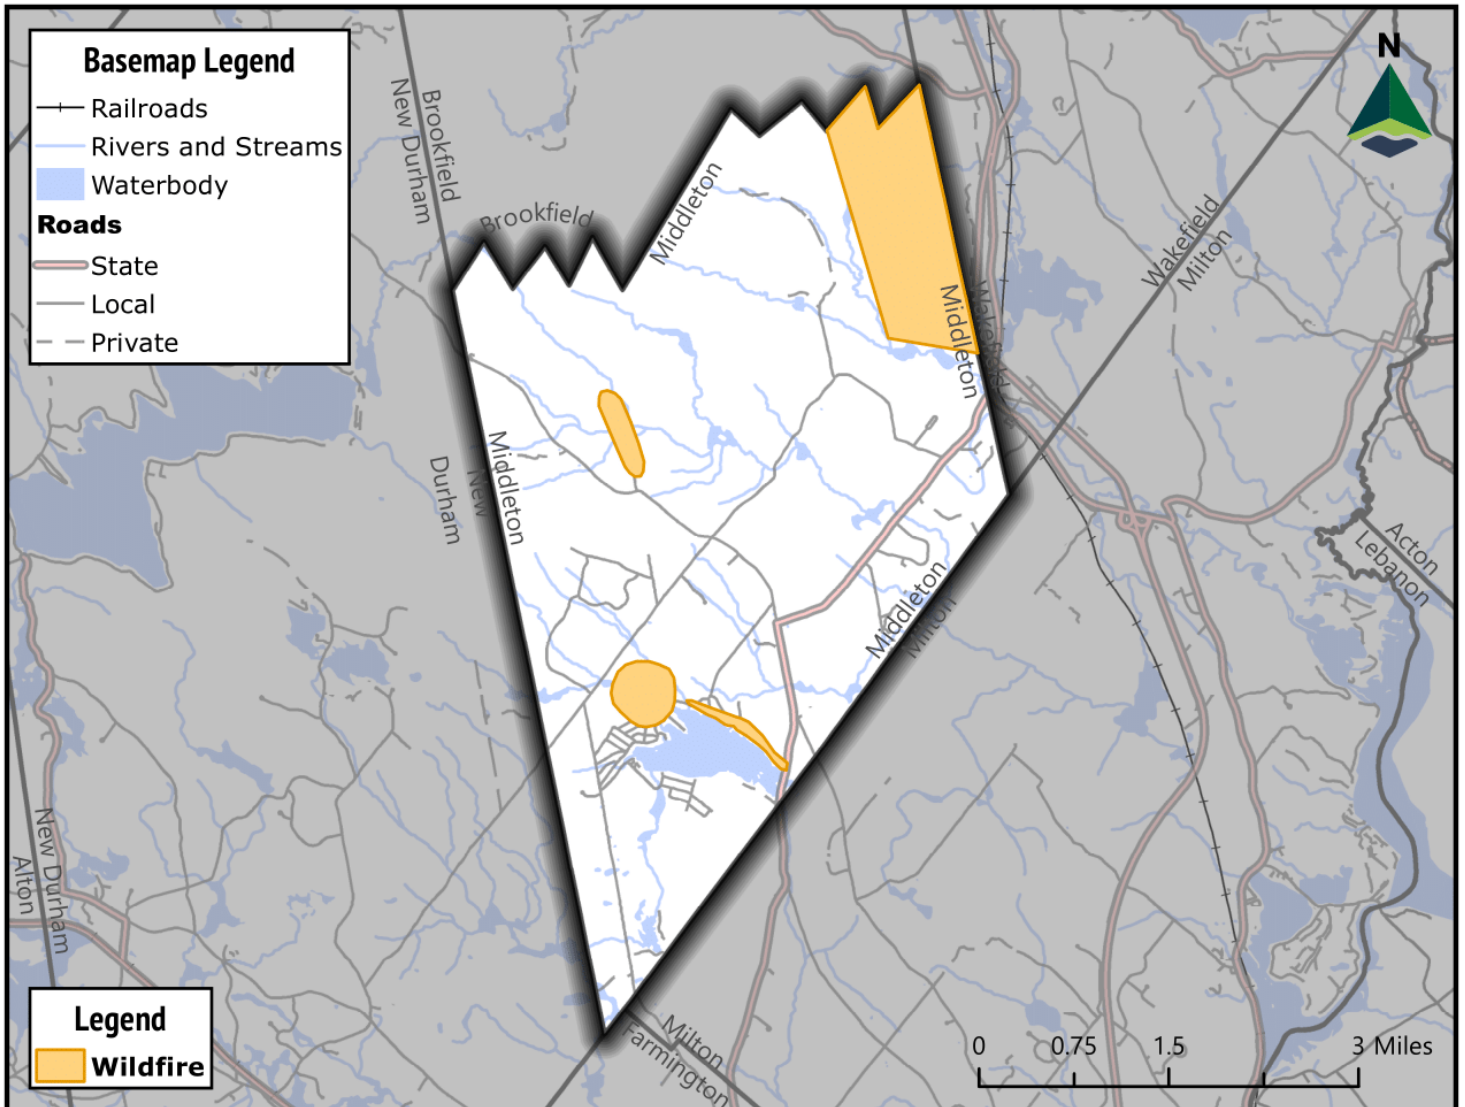 Basemap Legend
Railroads
Rivers and Streams
Waterbody
Roads
State
Local
Private
N
Brookfield
New Durham
Brookfield
Middleton
Wakefield
Milton
Wakefield
Middleton
Middleton
New
Durham
Acton
Lebanon
Middleton
Milton
New Durham
Alton
Milton
Farmington
Legend
Wildfire
0 0.75 1.5 3 Miles